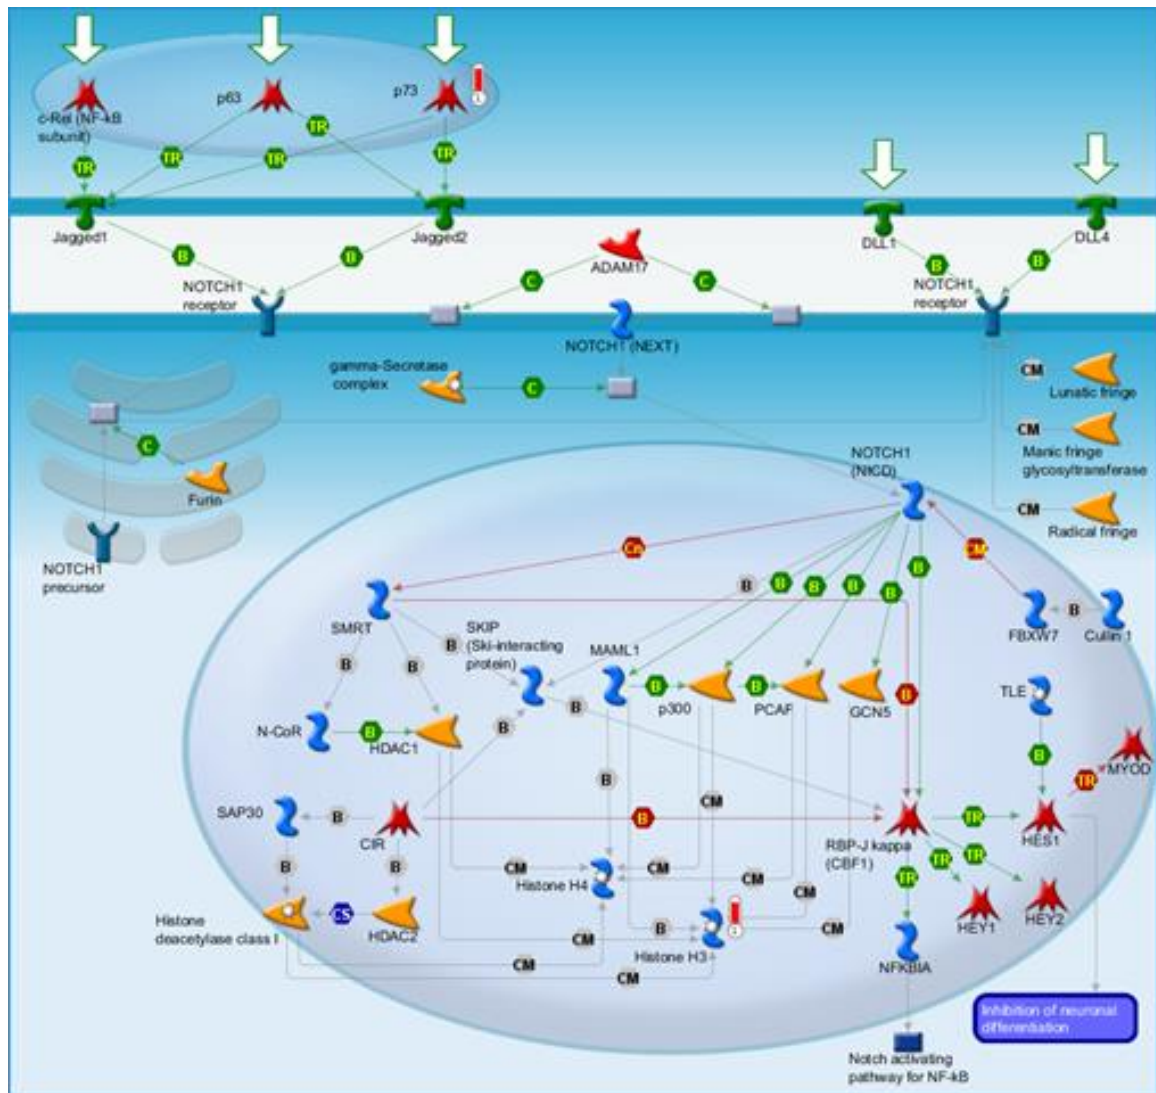 p63
p73
c-Rel (NF-kB
subunit)
TR
TR
TR
TR
TR
Jagged1
Jagged2
DLL1
DLL4
B
B
ADAM17
B
B
NOTCH1
receptor
C
C
NOTCH1
receptor
NOTCH1 (NEXT)
gamma-Secretase
complex
C
CM
Lunatic fringe
CM
Manic fringe
glycosyltransferase
C
Furin
NOTCH1
(NICD)
CM
Radical fringe
NOTCH1
precursor
Cn
CM
B
B
B
B
B
B
SMRT
SKIP
(Ski-interacting
protein)
MAML1
FBXW7
B
Cullin 1
B
B
B
B
p300
B
PCAF
GCN5
B
TLE
N-CoR
B
HDAC1
B
B
B
MYOD
TR
B
CM
SAP30
B
CIR
B
RBP-J kappa
(CBF1)
TR
HES1
TR
TR
TR
B
B
CM
CM
CM
CM
Histone H4
Histone
deacetylase class I
CS
HDAC2
HEY1
HEY2
CM
B
CM
Histone H3
NFKBIA
CM
CM
Inhibition of neuronal
differentiation
Notch activating
pathway for NF-kB